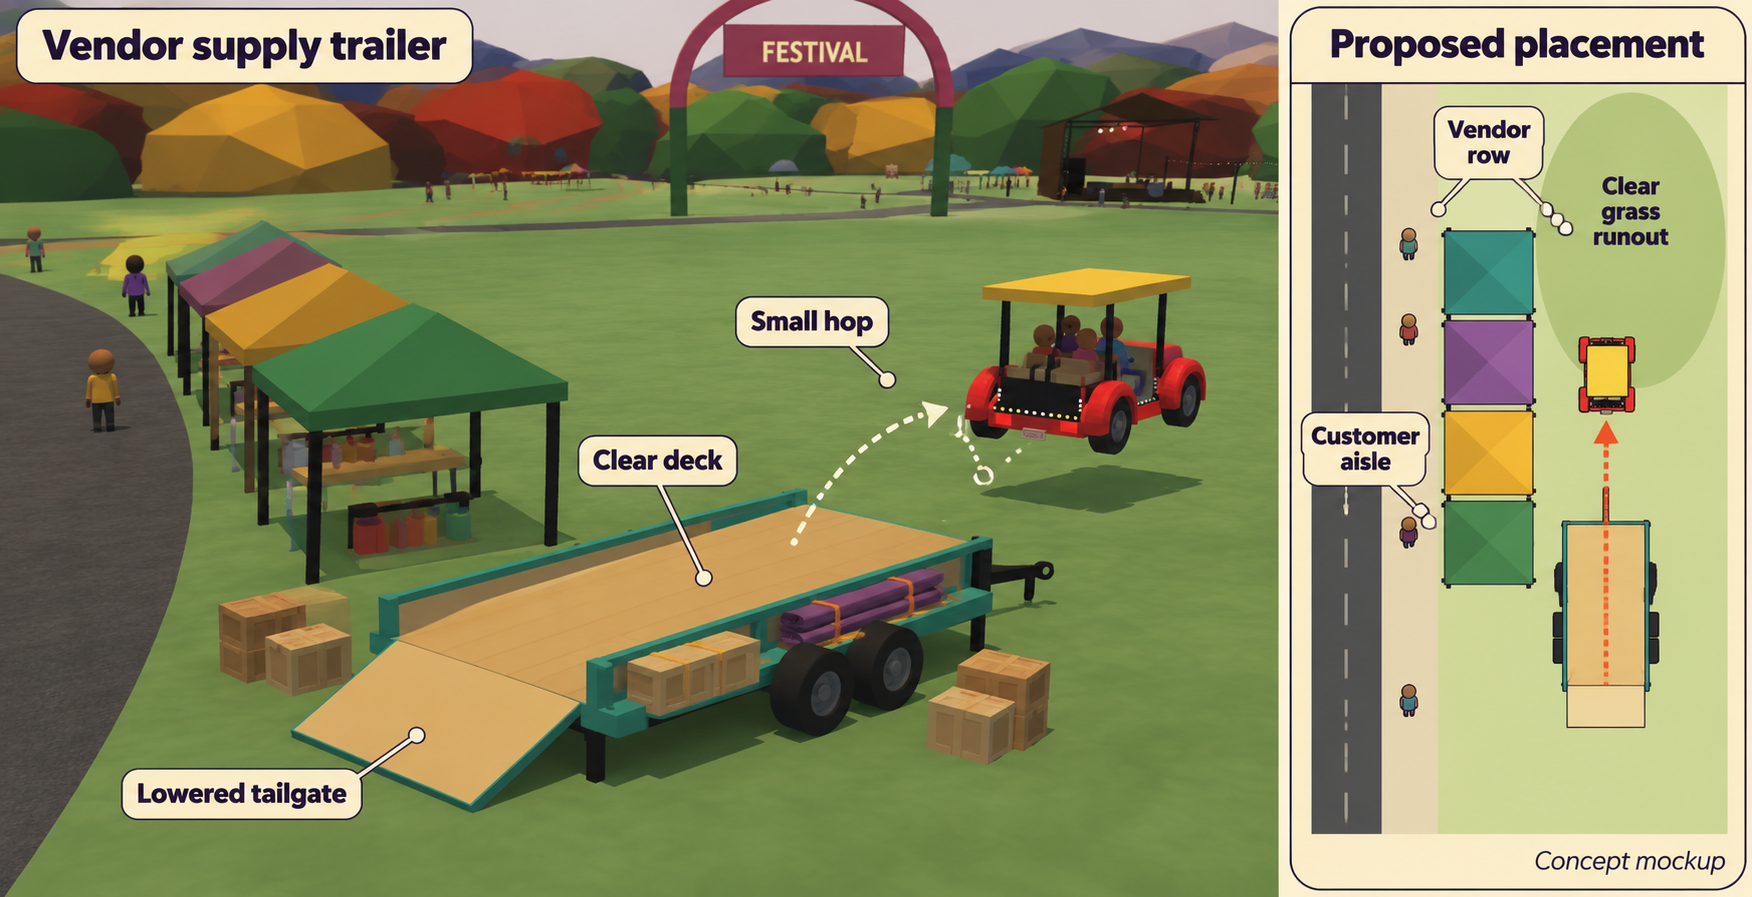 Vendor supply trailer
FESTIVAL
Small hop
Clear deck
Lowered tailgate
Proposed placement
Vendor
row
Clear
grass
runout
Customer
aisle
Concept mockup